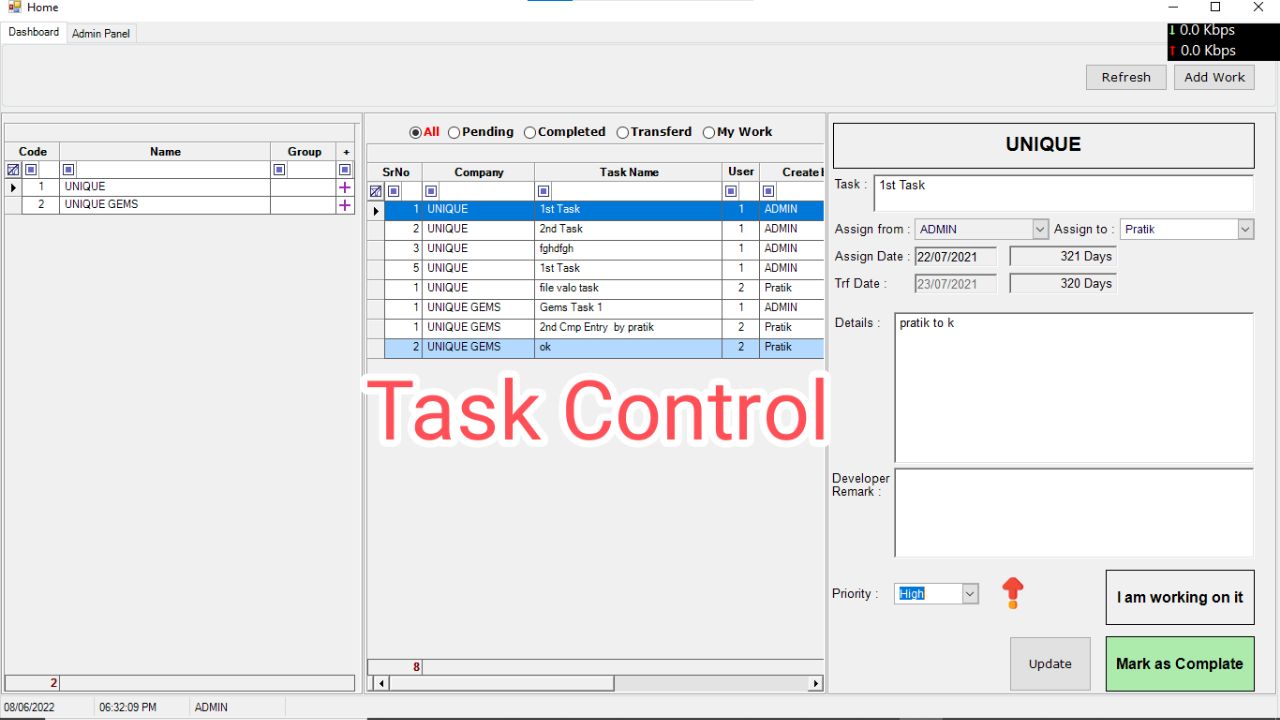 Home
Dashboard Admin Panel
0.0 Kbps
0.0 Kbps
Refresh Add Work
Code Name Group +
1 UNIQUE +
2 UNIQUE GEMS +
2
All Pending Completed Transferd My Work
SrNo Company Task Name User Create
1 UNIQUE 1st Task 1 ADMIN
2 UNIQUE 2nd Task 1 ADMIN
3 UNIQUE fghdfgh 1 ADMIN
5 UNIQUE 1st Task 1 ADMIN
1 UNIQUE file valo task 2 Pratik
1 UNIQUE GEMS Gems Task 1 1 ADMIN
1 UNIQUE GEMS 2nd Cmp Entry by pratik 2 Pratik
2 UNIQUE GEMS ok 2 Pratik
Task Control
8
UNIQUE
Task : 1st Task
Assign from : ADMIN Assign to : Pratik
Assign Date : 22/07/2021 321 Days
Trf Date : 23/07/2021 320 Days
Details : pratik to k
Developer
Remark :
Priority : High
I am working on it
Update Mark as Complate
08/06/2022 06:32:09 PM ADMIN